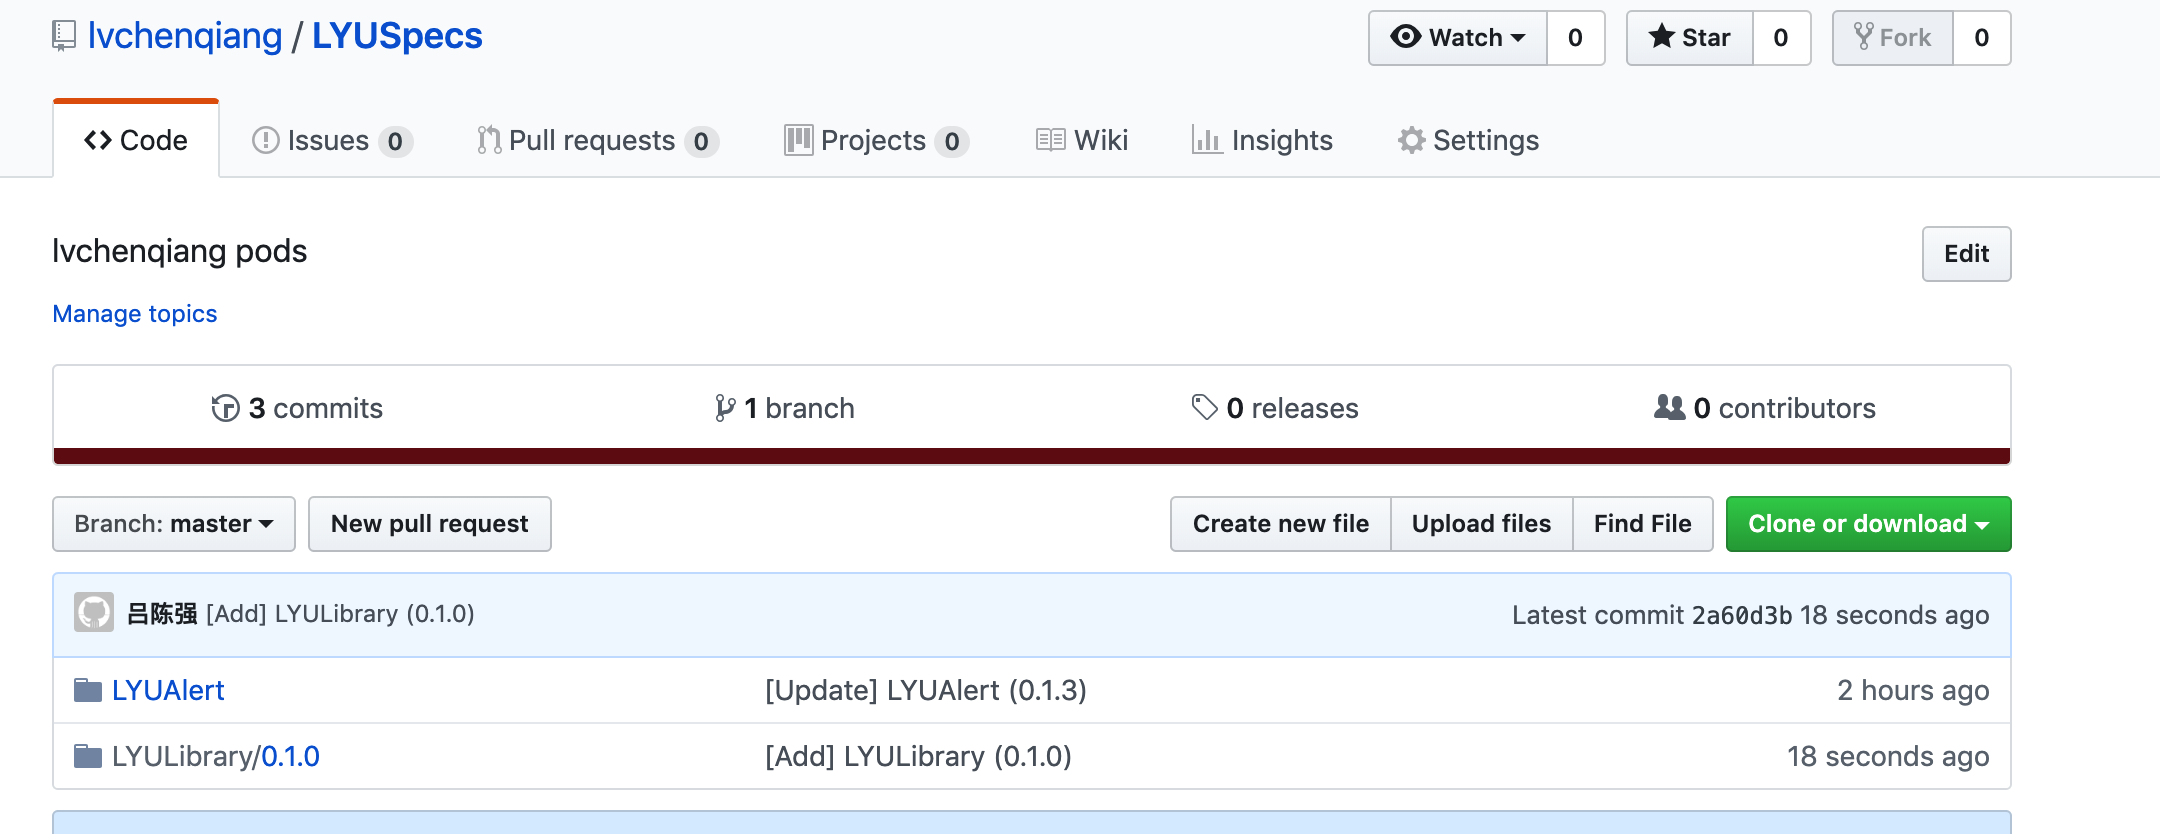 lvchenqiang / LYUSpecs
Watch 0 Star 0 Fork 0
Code Issues 0 Pull requests 0 Projects 0 Wiki Insights Settings
lvchenqiang pods
Edit
Manage topics
3 commits 1 branch 0 releases 0 contributors
Branch: master New pull request Create new file Upload files Find File Clone or download
吕陈强 [Add] LYULibrary (0.1.0) Latest commit 2a60d3b 18 seconds ago
LYUAlert [Update] LYUAlert (0.1.3) 2 hours ago
LYULibrary/0.1.0 [Add] LYULibrary (0.1.0) 18 seconds ago